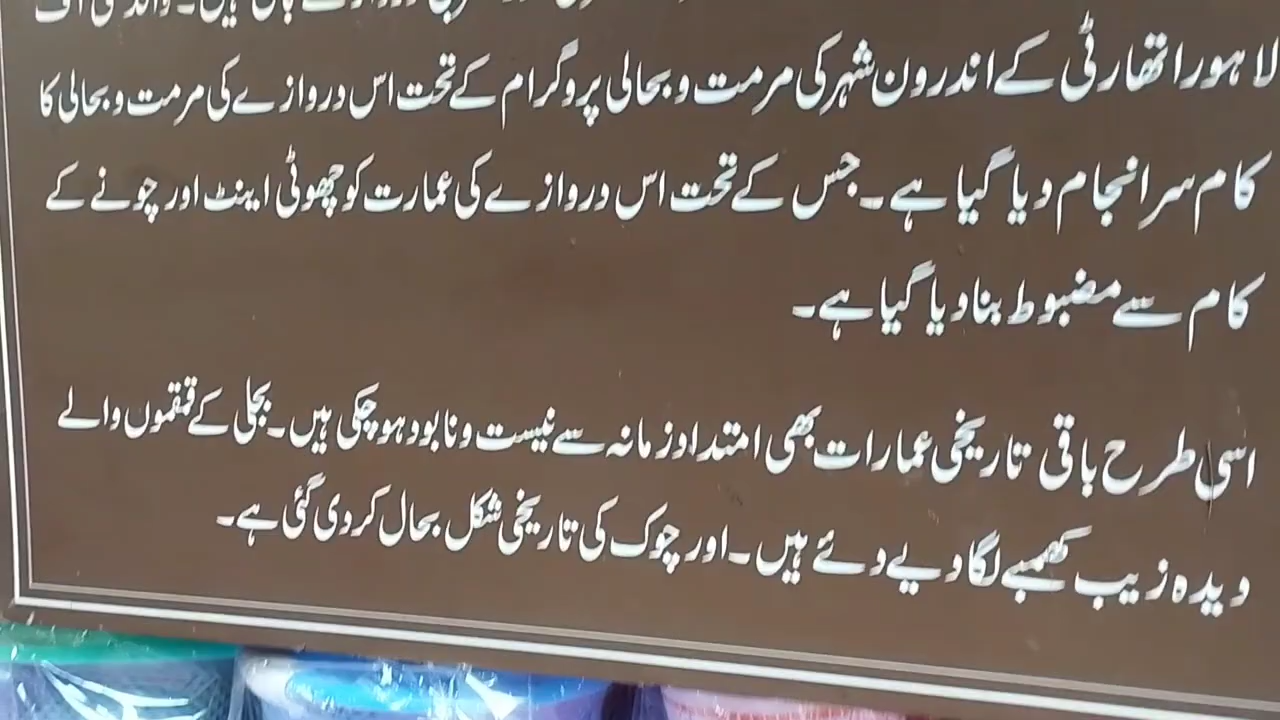 لاہور اتھارٹی کے اندرون شہر کی مرمت و بحالی پروگرام کے تحت اس دروازے کی مرمت و بحالی کا
کام سرانجام دیا گیا ہے۔ جس کے تحت اس دروازے کی عمارت کو چھوٹی اینٹ اور چونے کے
کام سے مضبوط بنا دیا گیا ہے۔
اسی طرح باقی تاریخی عمارات بھی امتداد زمانہ سے نیست و نابود ہو چکی ہیں۔ بجلی کے قمقموں والے
دیدہ زیب کھمبے لگا دیے دئے ہیں۔ اور چوک کی تاریخی شکل بحال کر دی گئی ہے۔